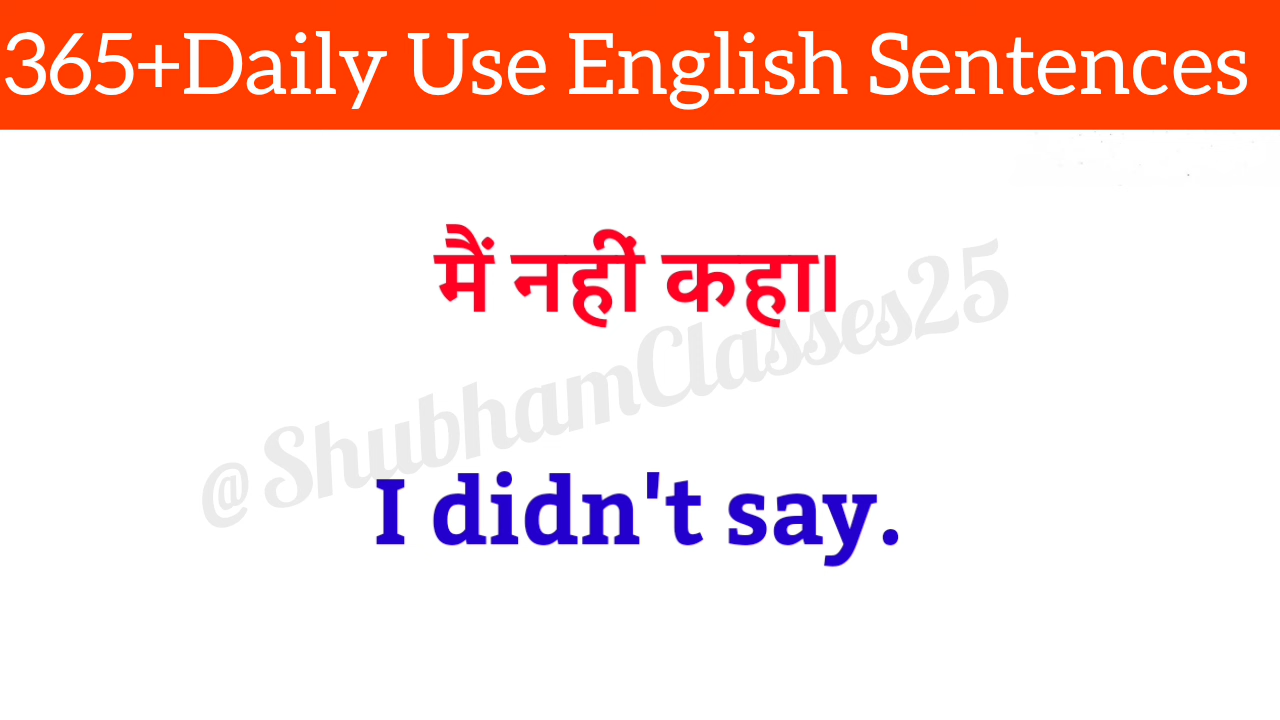 365+Daily Use English Sentences
मैं नहीं कहा।
@ShubhamClasses25
I didn't say.